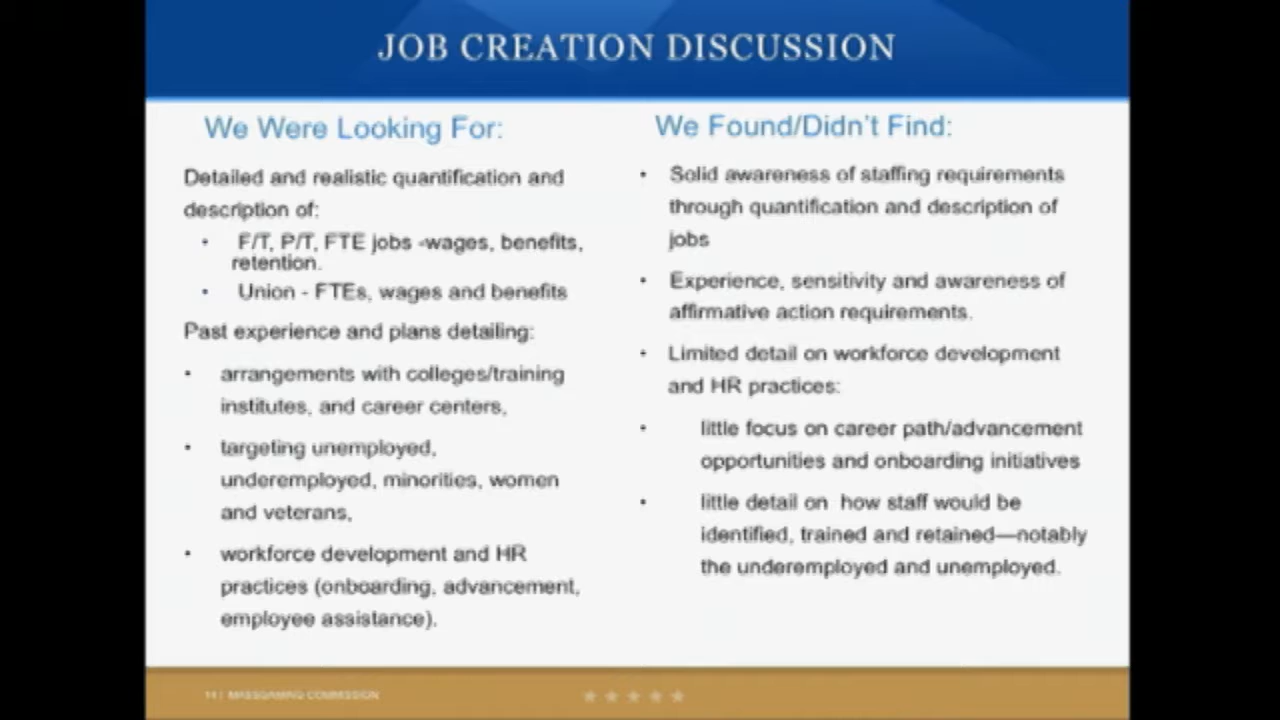 JOB CREATION DISCUSSION
We Were Looking For:
Detailed and realistic quantification and
description of:
• F/T, P/T, FTE jobs -wages, benefits,
retention.
• Union - FTEs, wages and benefits
Past experience and plans detailing:
• arrangements with colleges/training
institutes, and career centers,
• targeting unemployed,
underemployed, minorities, women
and veterans,
• workforce development and HR
practices (onboarding, advancement,
employee assistance).
We Found/Didn't Find:
• Solid awareness of staffing requirements
through quantification and description of
jobs
• Experience, sensitivity and awareness of
affirmative action requirements.
• Limited detail on workforce development
and HR practices:
• little focus on career path/advancement
opportunities and onboarding initiatives
• little detail on how staff would be
identified, trained and retained—notably
the underemployed and unemployed.
| MASSGAMING COMMISSION